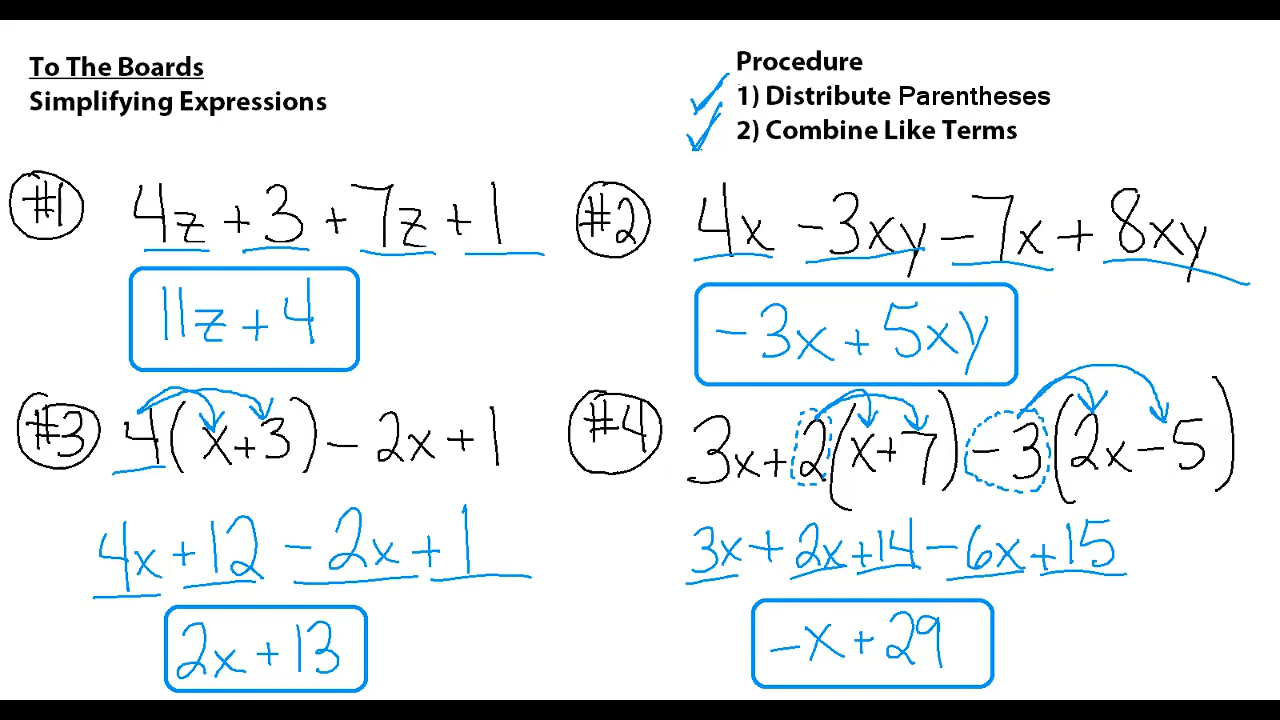 To The Boards
Simplifying Expressions
Procedure
1) Distribute Parentheses
2) Combine Like Terms
#1 4z + 3 + 7z + 1
11z + 4
#2 4x - 3xy - 7x + 8xy
-3x + 5xy
#3 4(x+3) - 2x + 1
4x + 12 - 2x + 1
2x + 13
#4 3x + 2(x+7) - 3(2x - 5)
3x + 2x + 14 - 6x + 15
-x + 29